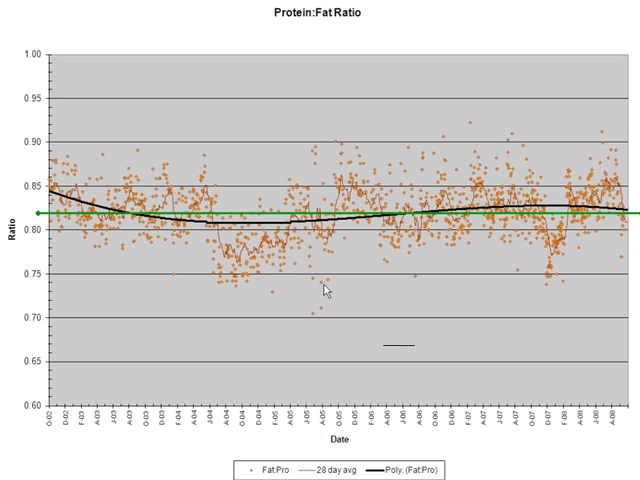 Protein:Fat Ratio
1.00
0.95
0.90
0.85
0.80
0.75
0.70
0.65
0.60
Ratio
O-02 D-02 F-03 A-03 J-03 A-03 O-03 D-03 F-04 A-04 J-04 A-04 O-04 D-04 F-05 A-05 J-05 A-05 O-05 D-05 F-06 A-06 J-06 A-06 O-06 D-06 F-07 A-07 J-07 A-07 O-07 D-07 F-08 A-08 J-08 A-08
Date
Fat:Pro 28 day avg Poly. (Fat:Pro)